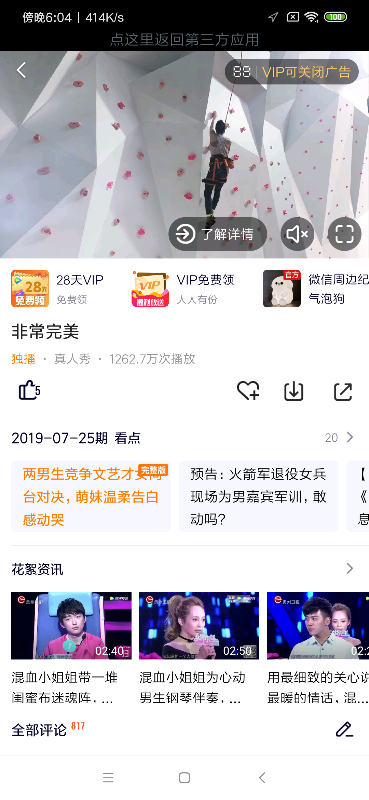 傍晚6:04 | 414K/s
100
点这里返回第三方应用
88 | VIP可关闭广告
了解详情
28天VIP
免费领
VIP免费领
人人有份
官方
微信周边纪
气泡狗
28天
免费领
VIP
非常完美
独播 · 真人秀 · 1262.7万次播放
5
2019-07-25期 看点
20
两男生竞争文艺才女同
台对决，萌妹温柔告白
感动哭
完整版
预告：火箭军退役女兵
现场为男嘉宾军训，敢
动吗？
【
《
息
花絮资讯
02:40
02:50
02:2
混血小姐姐带一堆
闺蜜布迷魂阵，...
混血小姐姐为心动
男生钢琴伴奏，...
用最细致的关心说
最暖的情话，混...
全部评论 817